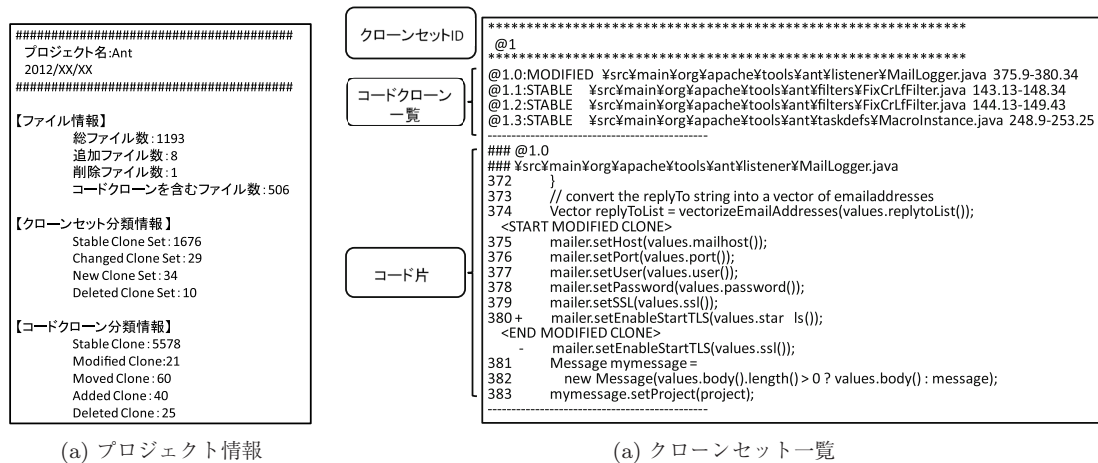 ########################################
プロジェクト名:Ant
2012/XX/XX
########################################
【ファイル情報】
総ファイル数:1193
追加ファイル数:8
削除ファイル数:1
コードクローンを含むファイル数:506
【クローンセット分類情報】
Stable Clone Set:1676
Changed Clone Set:29
New Clone Set:34
Deleted Clone Set:10
【コードクローン分類情報】
Stable Clone:5578
Modified Clone:21
Moved Clone:60
Added Clone:40
Deleted Clone:25
(a) プロジェクト情報
クローンセットID
コードクローン
一覧
コード片
************************************************************
@1
************************************************************
@1.0:MODIFIED ¥src¥main¥org¥apache¥tools¥ant¥listener¥MailLogger.java 375.9-380.34
@1.1:STABLE ¥src¥main¥org¥apache¥tools¥ant¥filters¥FixCrLfFilter.java 143.13-148.34
@1.2:STABLE ¥src¥main¥org¥apache¥tools¥ant¥filters¥FixCrLfFilter.java 144.13-149.43
@1.3:STABLE ¥src¥main¥org¥apache¥tools¥ant¥taskdefs¥MacroInstance.java 248.9-253.25
----------------------------------------------
### @1.0
### ¥src¥main¥org¥apache¥tools¥ant¥listener¥MailLogger.java
372 }
373 // convert the replyTo string into a vector of emailaddresses
374 Vector replyToList = vectorizeEmailAddresses(values.replytoList());
<START MODIFIED CLONE>
375 mailer.setHost(values.mailhost());
376 mailer.setPort(values.port());
377 mailer.setUser(values.user());
378 mailer.setPassword(values.password());
379 mailer.setSSL(values.ssl());
380 + mailer.setEnableStartTLS(values.star ls());
<END MODIFIED CLONE>
- mailer.setEnableStartTLS(values.ssl());
381 Message mymessage =
382 new Message(values.body().length() > 0 ? values.body() : message);
383 mymessage.setProject(project);
----------------------------------------------
(a) クローンセット一覧